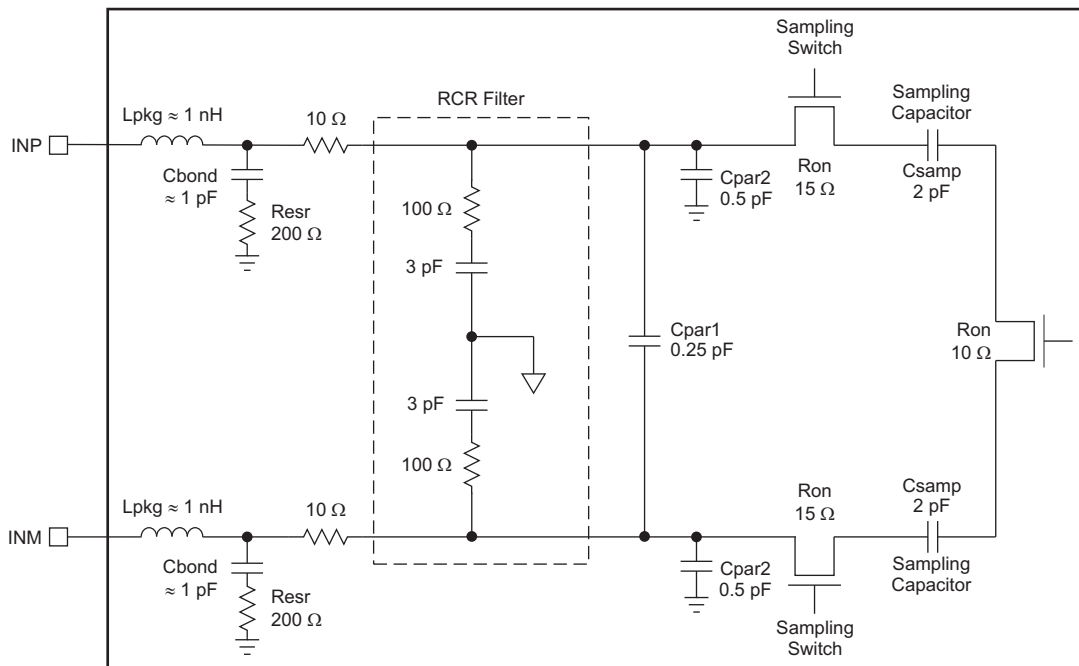 Sampling
Switch
Sampling
Capacitor
RCR Filter
Lpkg ≈ 1 nH
10 Ω
INP
Cbond
≈ 1 pF
Resr
200 Ω
100 Ω
3 pF
Cpar2
0.5 pF
Ron
15 Ω
Csamp
2 pF
Cpar1
0.25 pF
Ron
10 Ω
3 pF
100 Ω
Lpkg ≈ 1 nH
10 Ω
INM
Cbond
≈ 1 pF
Resr
200 Ω
Cpar2
0.5 pF
Ron
15 Ω
Csamp
2 pF
Sampling
Capacitor
Sampling
Switch